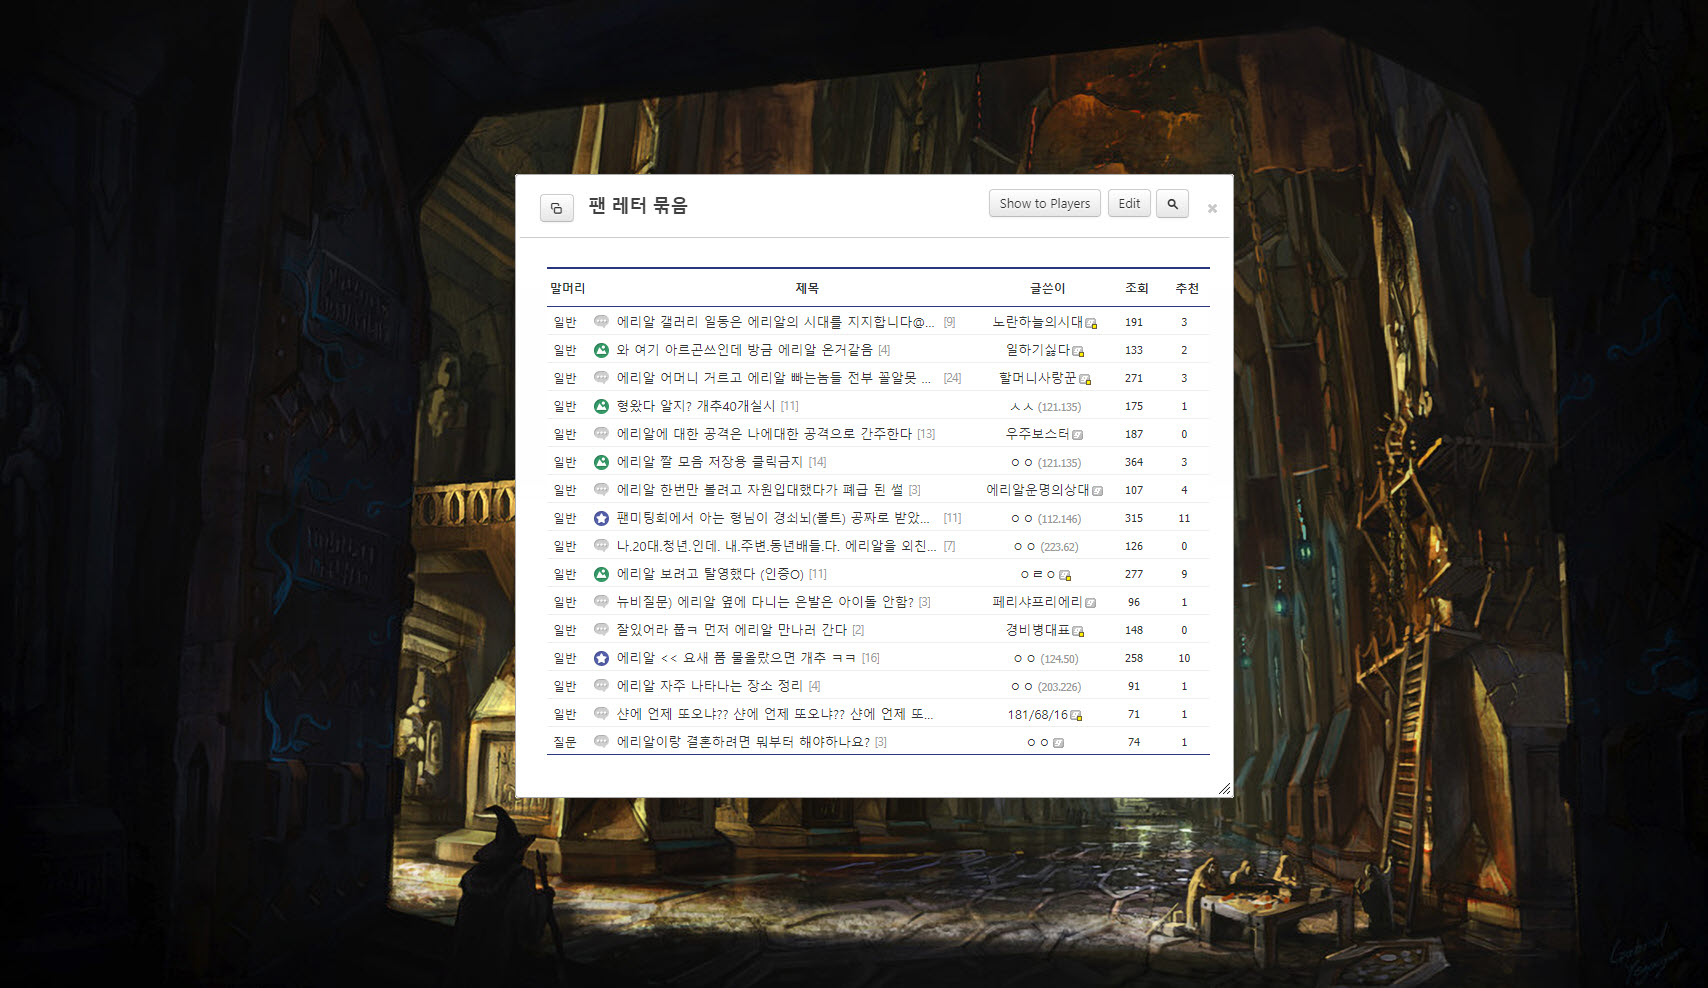 팬 레터 묶음 Show to Players Edit
말머리 제목 글쓴이 조회 추천
일반 에리알 갤러리 일동은 에리알의 시대를 지지합니다@... [9] 노란하늘의시대 191 3
일반 와 여기 아르곤쓰인데 방금 에리알 온거같음 [4] 일하기싫다 133 2
일반 에리알 어머니 거르고 에리알 빠는놈들 전부 꼴알못 ... [24] 할머니사랑꾼 271 3
일반 형왔다 알지? 개추40개실시 [11] ㅅㅅ (121.135) 175 1
일반 에리알에 대한 공격은 나에대한 공격으로 간주한다 [13] 우주보스터 187 0
일반 에리알 짤 모음 저장용 클릭금지 [14] ㅇㅇ (121.135) 364 3
일반 에리알 한번만 볼려고 자원입대했다가 폐급 된 썰 [3] 에리알운명의상대 107 4
일반 팬미팅회에서 아는 형님이 경쇠뇌(볼트) 공짜로 받았... [11] ㅇㅇ (112.146) 315 11
일반 나.20대.청년.인데. 내.주변.동년배들.다. 에리알을 외친... [7] ㅇㅇ (223.62) 126 0
일반 에리알 보려고 탈영했다 (인증O) [11] ㅇㄹㅇ 277 9
일반 뉴비질문) 에리알 옆에 다니는 은발은 아이돌 안함? [3] 페리샤프리에리 96 1
일반 잘있어라 풉ㅋ 먼저 에리알 만나러 간다 [2] 경비병대표 148 0
일반 에리알 << 요새 폼 물올랐으면 개추 ㅋㅋ [16] ㅇㅇ (124.50) 258 10
일반 에리알 자주 나타나는 장소 정리 [4] ㅇㅇ (203.226) 91 1
일반 샨에 언제 또오냐?? 샨에 언제 또오냐?? 샨에 언제 또... 181/68/16 71 1
질문 에리알이랑 결혼하려면 뭐부터 해야하나요? [3] ㅇㅇ 74 1